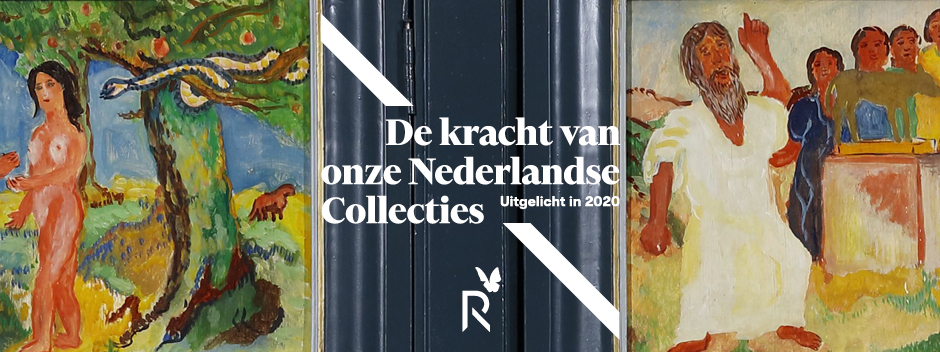 De kracht van
onze Nederlandse
Collecties
Uitgelicht in 2020
R